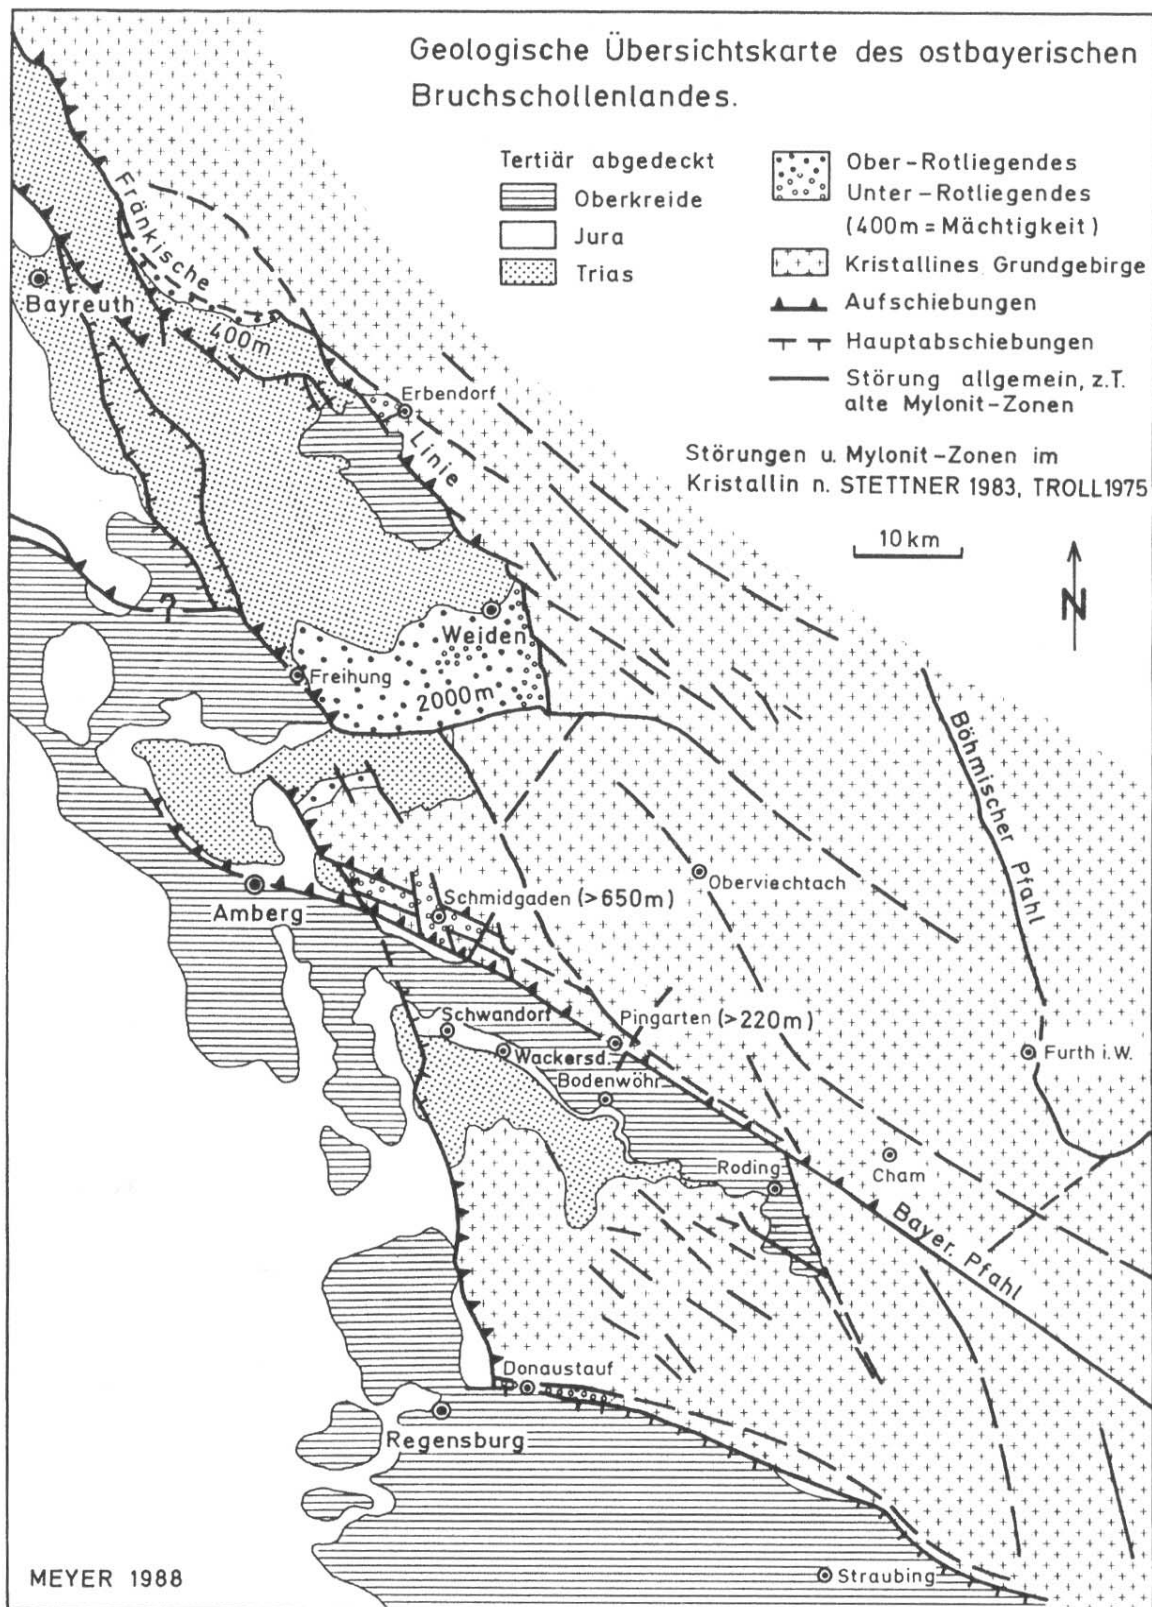 Geologische Übersichtskarte des ostbayerischen
Bruchschollenlandes.
Tertiär abgedeckt
Oberkreide
Jura
Trias
Ober-Rotliegendes
Unter-Rotliegendes
(400m = Mächtigkeit)
Kristallines Grundgebirge
Aufschiebungen
Hauptabschiebungen
Störung allgemein, z.T.
alte Mylonit-Zonen
Störungen u. Mylonit-Zonen im
Kristallin n. STETTNER 1983, TROLL 1975
10 km
N
Fränkische
Linie
Bayreuth
400m
Erbendorf
Weiden
?
Freihung
2000m
Böhmischer Pfahl
Oberviechtach
Schmidgaden (>650m)
Amberg
Schwandorf
Pingarten (>220m)
Wackersd.
Furth i.W.
Bodenwöhr
Roding
Cham
Bayer. Pfahl
Donaustauf
Regensburg
Straubing
MEYER 1988